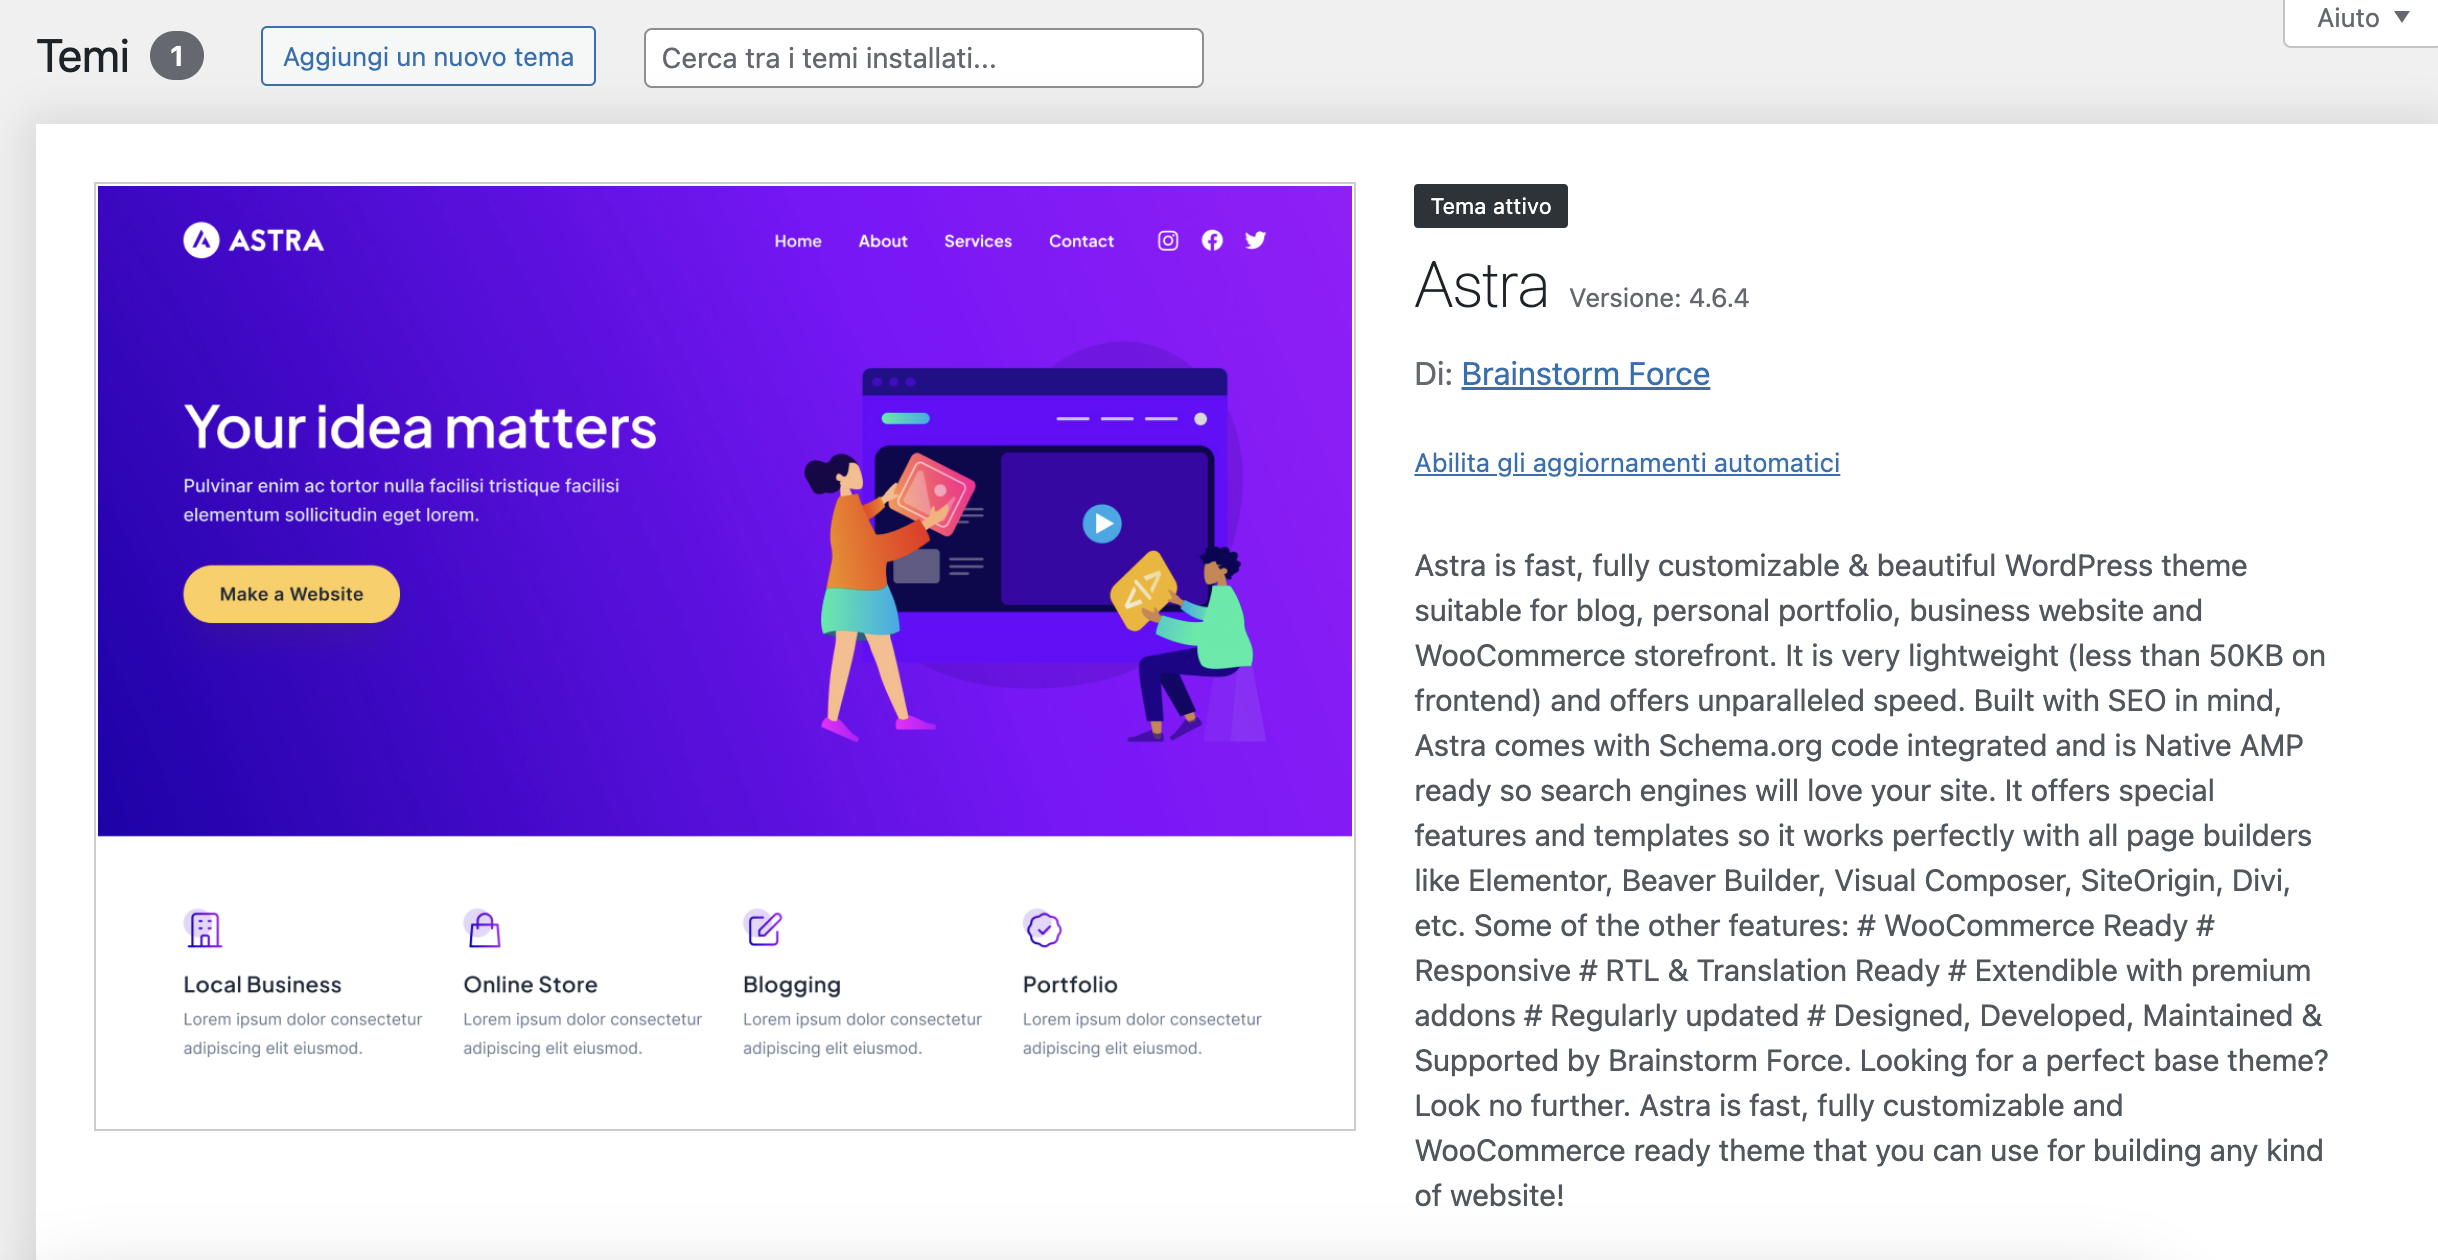 Temi 1 Aggiungi un nuovo tema Cerca tra i temi installati... Aiuto
ASTRA Home About Services Contact
Your idea matters
Pulvinar enim ac tortor nulla facilisi tristique facilisi
elementum sollicitudin eget lorem.
Make a Website
Local Business
Lorem ipsum dolor consectetur
adipiscing elit eiusmod.
Online Store
Lorem ipsum dolor consectetur
adipiscing elit eiusmod.
Blogging
Lorem ipsum dolor consectetur
adipiscing elit eiusmod.
Portfolio
Lorem ipsum dolor consectetur
adipiscing elit eiusmod.
Tema attivo
Astra Versione: 4.6.4
Di: Brainstorm Force
Abilita gli aggiornamenti automatici
Astra is fast, fully customizable & beautiful WordPress theme
suitable for blog, personal portfolio, business website and
WooCommerce storefront. It is very lightweight (less than 50KB on
frontend) and offers unparalleled speed. Built with SEO in mind,
Astra comes with Schema.org code integrated and is Native AMP
ready so search engines will love your site. It offers special
features and templates so it works perfectly with all page builders
like Elementor, Beaver Builder, Visual Composer, SiteOrigin, Divi,
etc. Some of the other features: # WooCommerce Ready #
Responsive # RTL & Translation Ready # Extendible with premium
addons # Regularly updated # Designed, Developed, Maintained &
Supported by Brainstorm Force. Looking for a perfect base theme?
Look no further. Astra is fast, fully customizable and
WooCommerce ready theme that you can use for building any kind
of website!